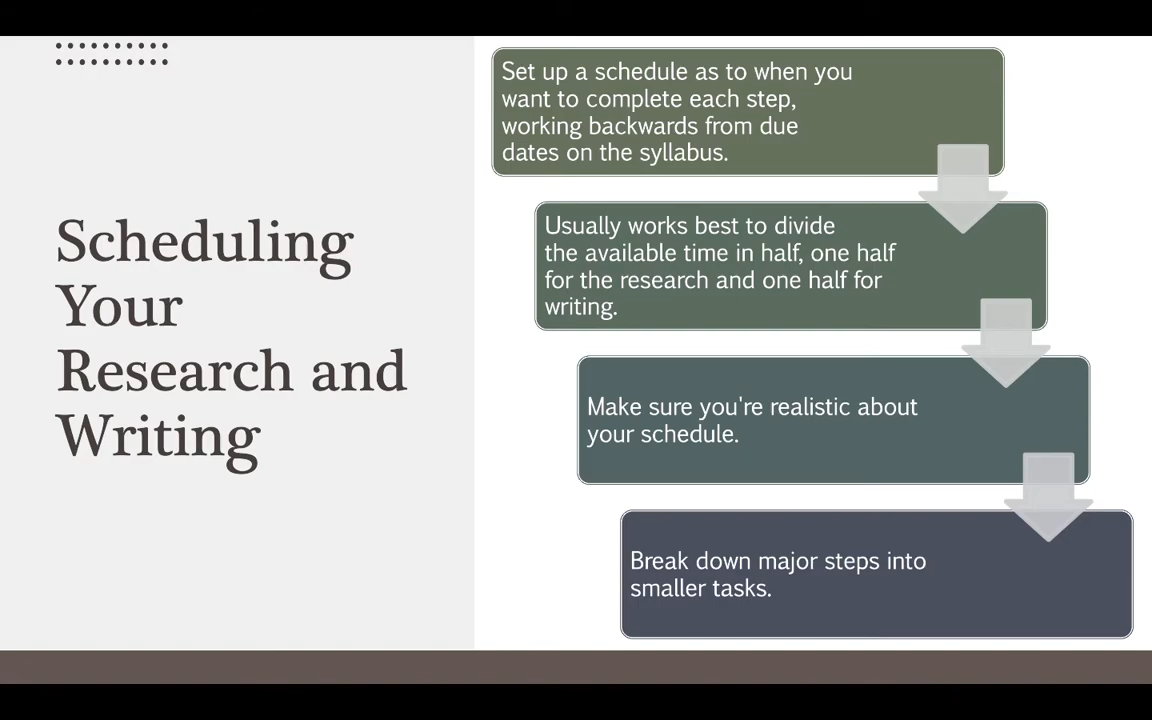 Scheduling
Your
Research and
Writing
Set up a schedule as to when you
want to complete each step,
working backwards from due
dates on the syllabus.
Usually works best to divide
the available time in half, one half
for the research and one half for
writing.
Make sure you're realistic about
your schedule.
Break down major steps into
smaller tasks.